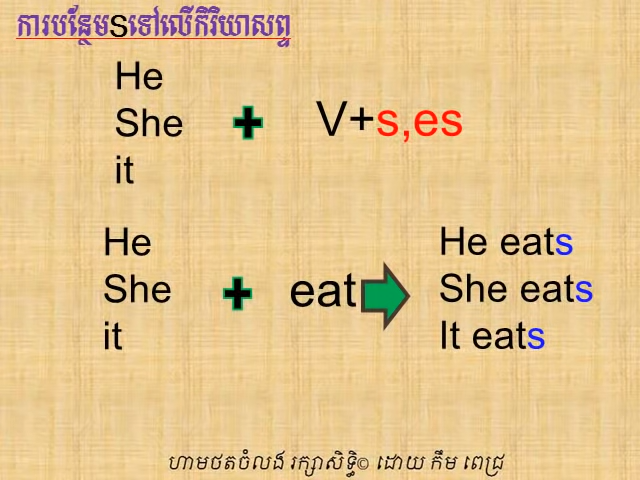 ការបន្ថែមSទៅលើកិរិយាសព្ទ
He
She
it
+
V+s,es
He
She
it
+
eat
He eats
She eats
It eats
ហាមថតចំលង រក្សាសិទ្ធិ© ដោយ កឹម ពេជ្រ